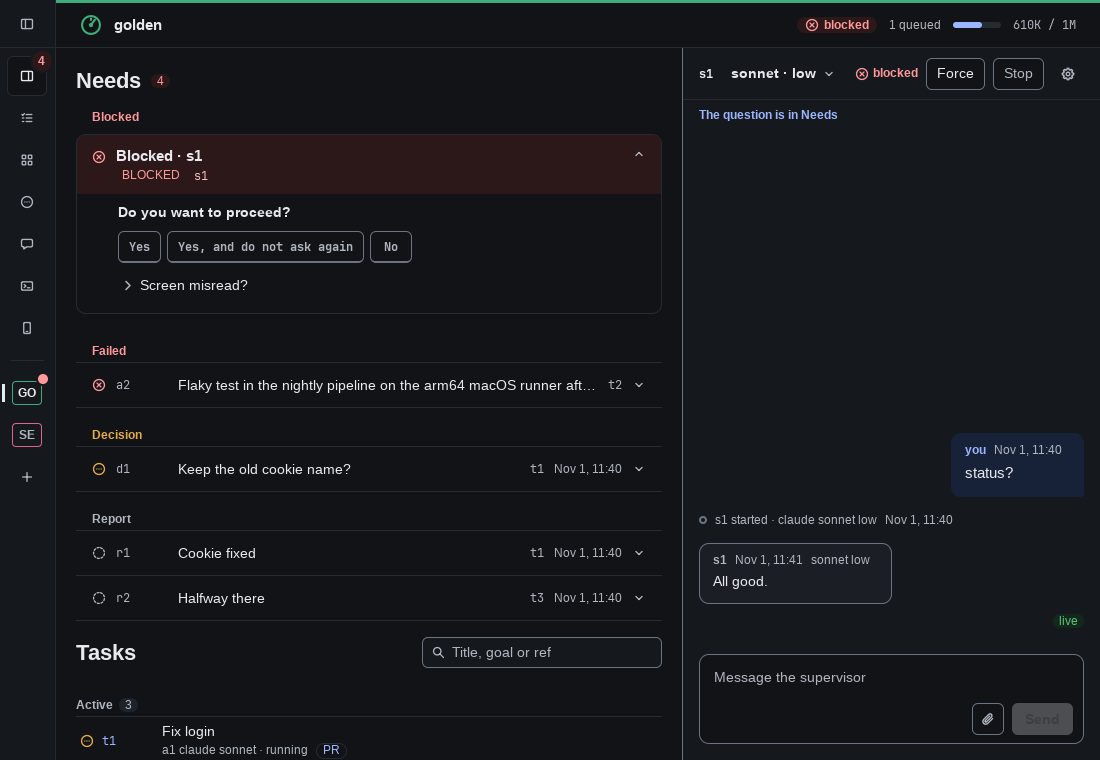 golden
blocked 1 queued 610K / 1M
4
GO
SE
Needs 4
Blocked
Blocked · s1
BLOCKED s1
Do you want to proceed?
Yes
Yes, and do not ask again
No
Screen misread?
Failed
a2 Flaky test in the nightly pipeline on the arm64 macOS runner aft… t2
Decision
d1 Keep the old cookie name? t1 Nov 1, 11:40
Report
r1 Cookie fixed t1 Nov 1, 11:40
r2 Halfway there t3 Nov 1, 11:40
Tasks
Title, goal or ref
Active 3
t1 Fix login
a1 claude sonnet · running PR
s1 sonnet · low blocked Force Stop
The question is in Needs
you Nov 1, 11:40
status?
s1 started · claude sonnet low Nov 1, 11:40
s1 Nov 1, 11:41 sonnet low
All good.
live
Message the supervisor
Send